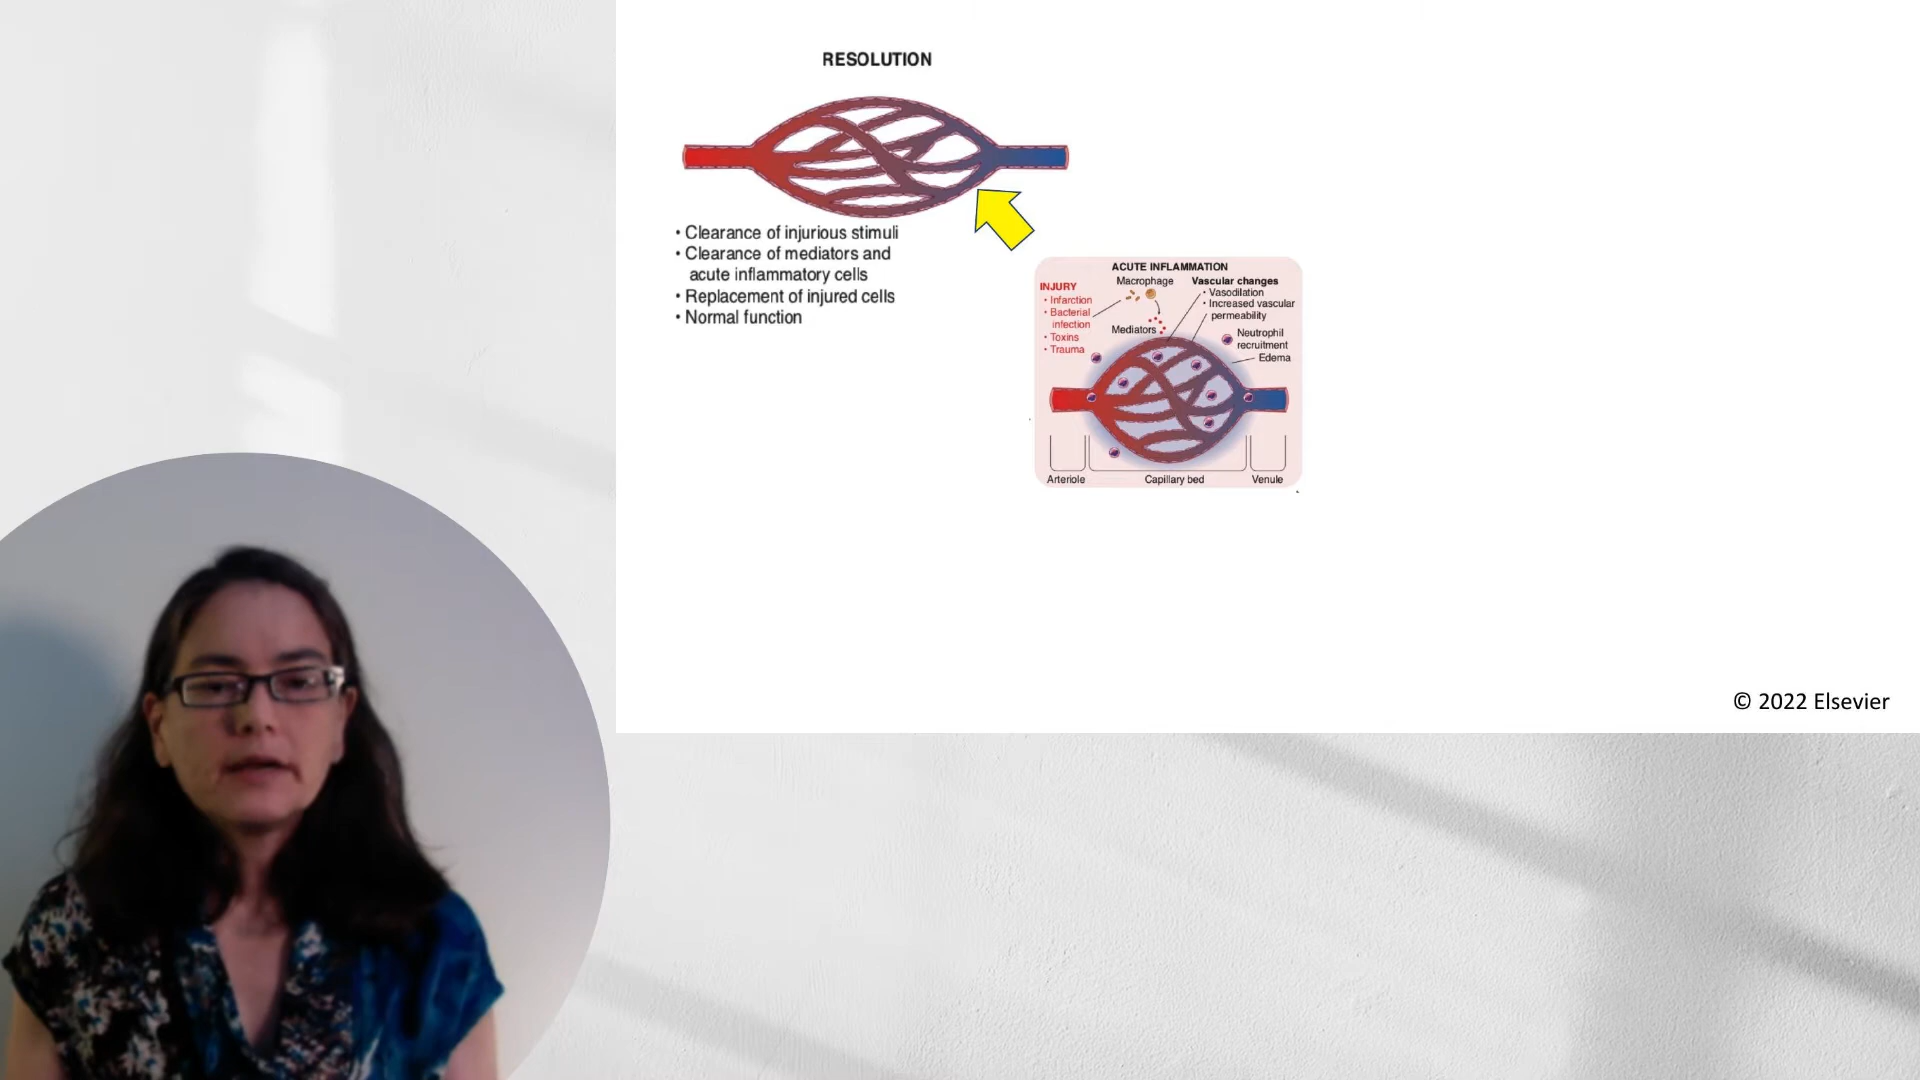 RESOLUTION
• Clearance of injurious stimuli
• Clearance of mediators and
acute inflammatory cells
• Replacement of injured cells
• Normal function
ACUTE INFLAMMATION
INJURY
• Infarction
• Bacterial
infection
• Toxins
• Trauma
Macrophage
Mediators
Vascular changes
• Vasodilation
• Increased vascular
permeability
Neutrophil
recruitment
Edema
Arteriole
Capillary bed
Venule
© 2022 Elsevier